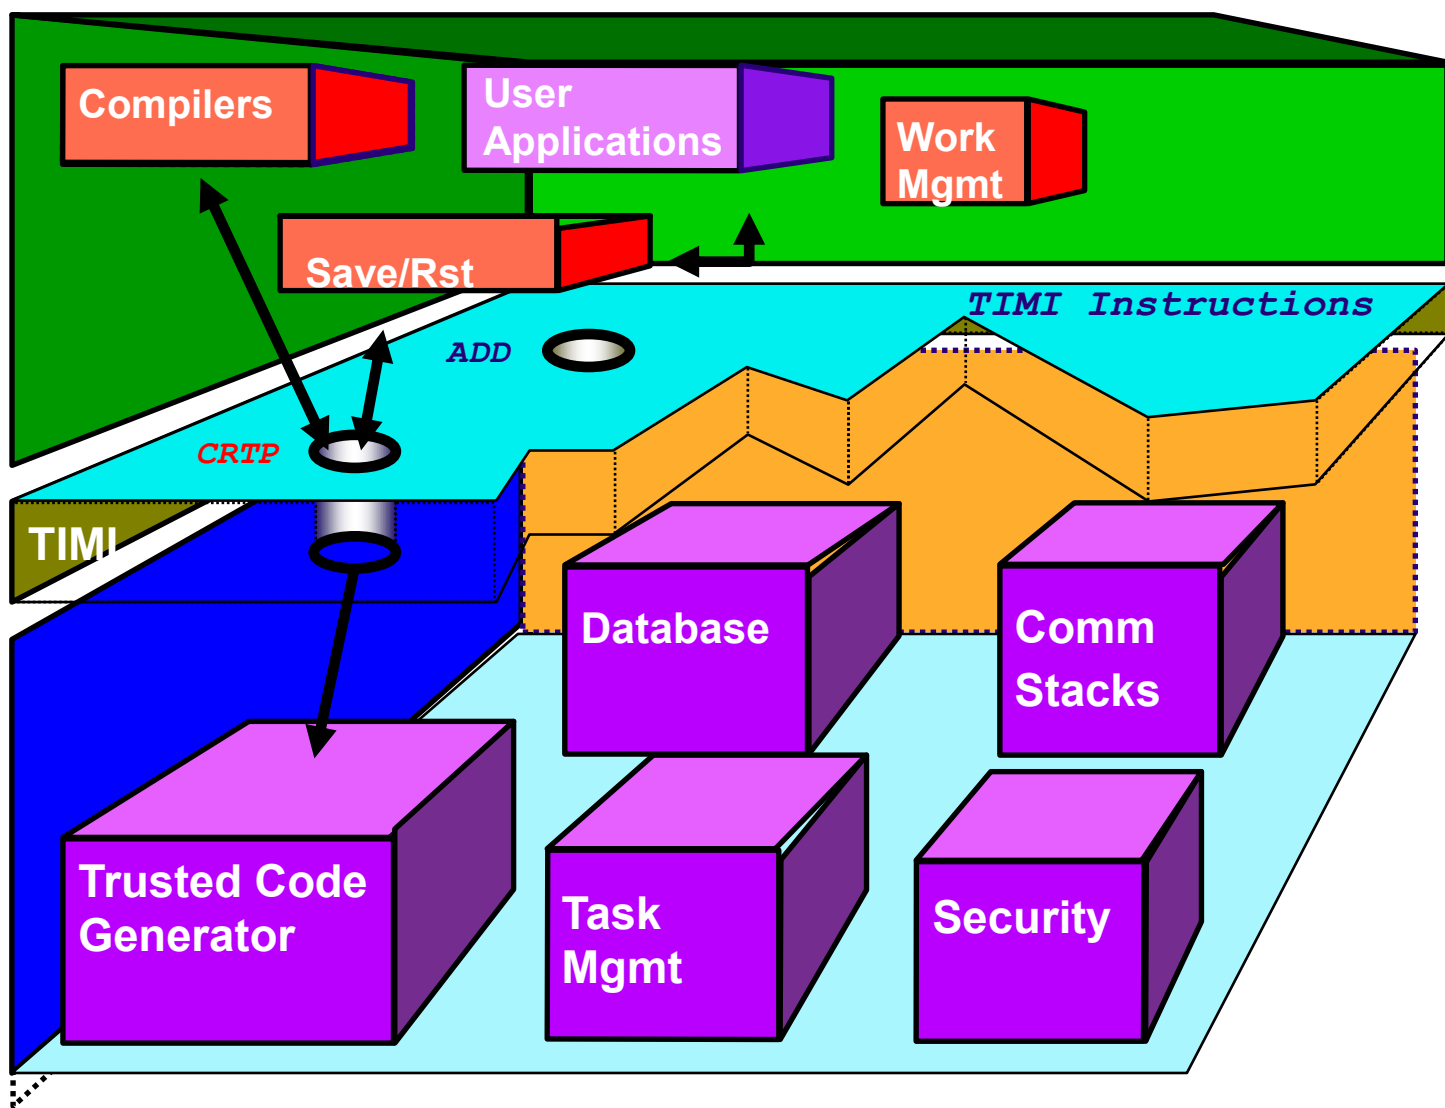 Compilers
User
Applications
Work
Mgmt
Save/Rst
TIMI Instructions
ADD
CRTP
TIMI
Database
Comm
Stacks
Trusted Code
Generator
Task
Mgmt
Security